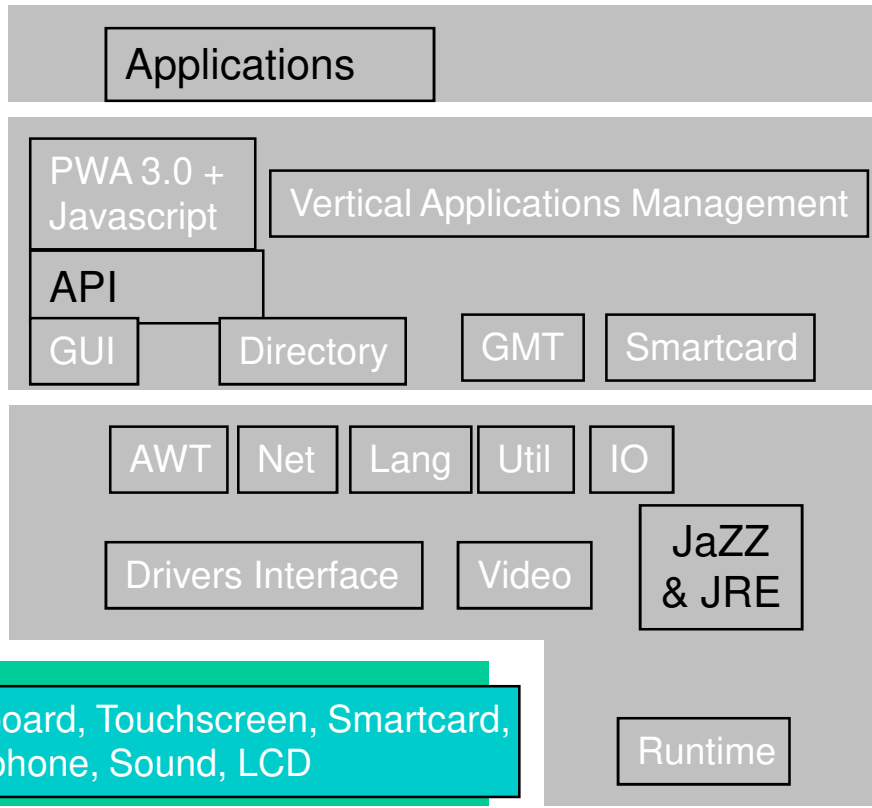 Applications
PWA 3.0 +
Javascript
Vertical Applications Management
API
GUI
Directory
GMT
Smartcard
AWT
Net
Lang
Util
IO
JaZZ
& JRE
Drivers Interface
Video
oard, Touchscreen, Smartcard,
phone, Sound, LCD
Runtime